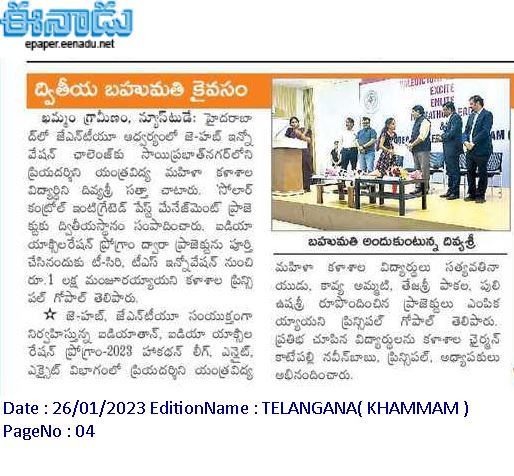 ఈనాడు
epaper.eenadu.net
ద్వితీయ బహుమతి కైవసం
ఖమ్మం గ్రామీణం, న్యూస్‌టుడే: హైదరాబా
ద్‌లో జేఎన్‌టీయూ ఆధ్వర్యంలో జె-హబ్ ఇన్నో
వేషన్ ఛాలెంజ్‌కు సాయిప్రభాత్‌నగర్‌లోని
ప్రియదర్శిని యంత్రవిద్య మహిళా కళాశాల
విద్యార్థిని దివ్యశ్రీ సత్తా చాటారు. 'సోలార్
కంట్రోల్ ఇంటిగ్రేటెడ్ పేస్ట్ మేనేజ్‌మెంట్' ప్రాజె
క్టుకు ద్వితీయస్థానం సంపాదించారు. ఐడియా
యాక్సిలరేషన్ ప్రోగ్రాం ద్వారా ప్రాజెక్టును పూర్తి
చేసినందుకు టీ-సిరి, టీఎస్ ఇన్నోవేషన్ నుంచి
రూ.1 లక్ష మంజూరయ్యాయని కళాశాల ప్రిన్సి
పల్ గోపాల్ తెలిపారు.
☆ జె-హబ్, జేఎన్‌టీయూ సంయుక్తంగా
నిర్వహిస్తున్న ఐడియాతాన్, ఐడియా యాక్సిల
రేషన్ ప్రోగ్రాం-2023 హాకథన్ లీగ్, ఎన్లైట్,
ఎక్సైట్ విభాగంలో ప్రియదర్శిని యంత్రవిద్య
EXCITE
ENLITE
బహుమతి అందుకుంటున్న దివ్యశ్రీ
మహిళా కళాశాల విద్యార్థులు సత్యవతినా
యుడు, కావ్య అమ్మటి, తేజశ్రీ పాకల, పులి
ఉషశ్రీ రూపొందించిన ప్రాజెక్టులు ఎంపిక
య్యాయని ప్రిన్సిపల్ గోపాల్ తెలిపారు.
ప్రతిభ చూపిన విద్యార్థులను కళాశాల ఛైర్మన్
కాటేపల్లి నవీన్‌బాబు, ప్రిన్సిపల్, అధ్యాపకులు
అభినందించారు.
Date : 26/01/2023 EditionName : TELANGANA( KHAMMAM )
PageNo : 04